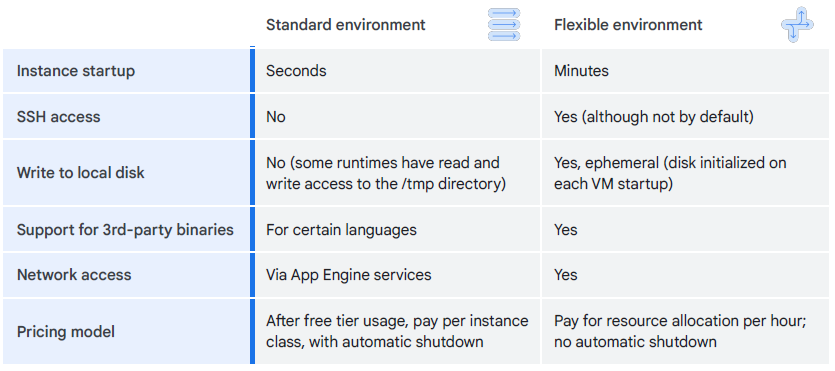 Standard environment
Flexible environment
Instance startup
Seconds
Minutes
SSH access
No
Yes (although not by default)
Write to local disk
No (some runtimes have read and
write access to the /tmp directory)
Yes, ephemeral (disk initialized on
each VM startup)
Support for 3rd-party binaries
For certain languages
Yes
Network access
Via App Engine services
Yes
Pricing model
After free tier usage, pay per instance
class, with automatic shutdown
Pay for resource allocation per hour;
no automatic shutdown